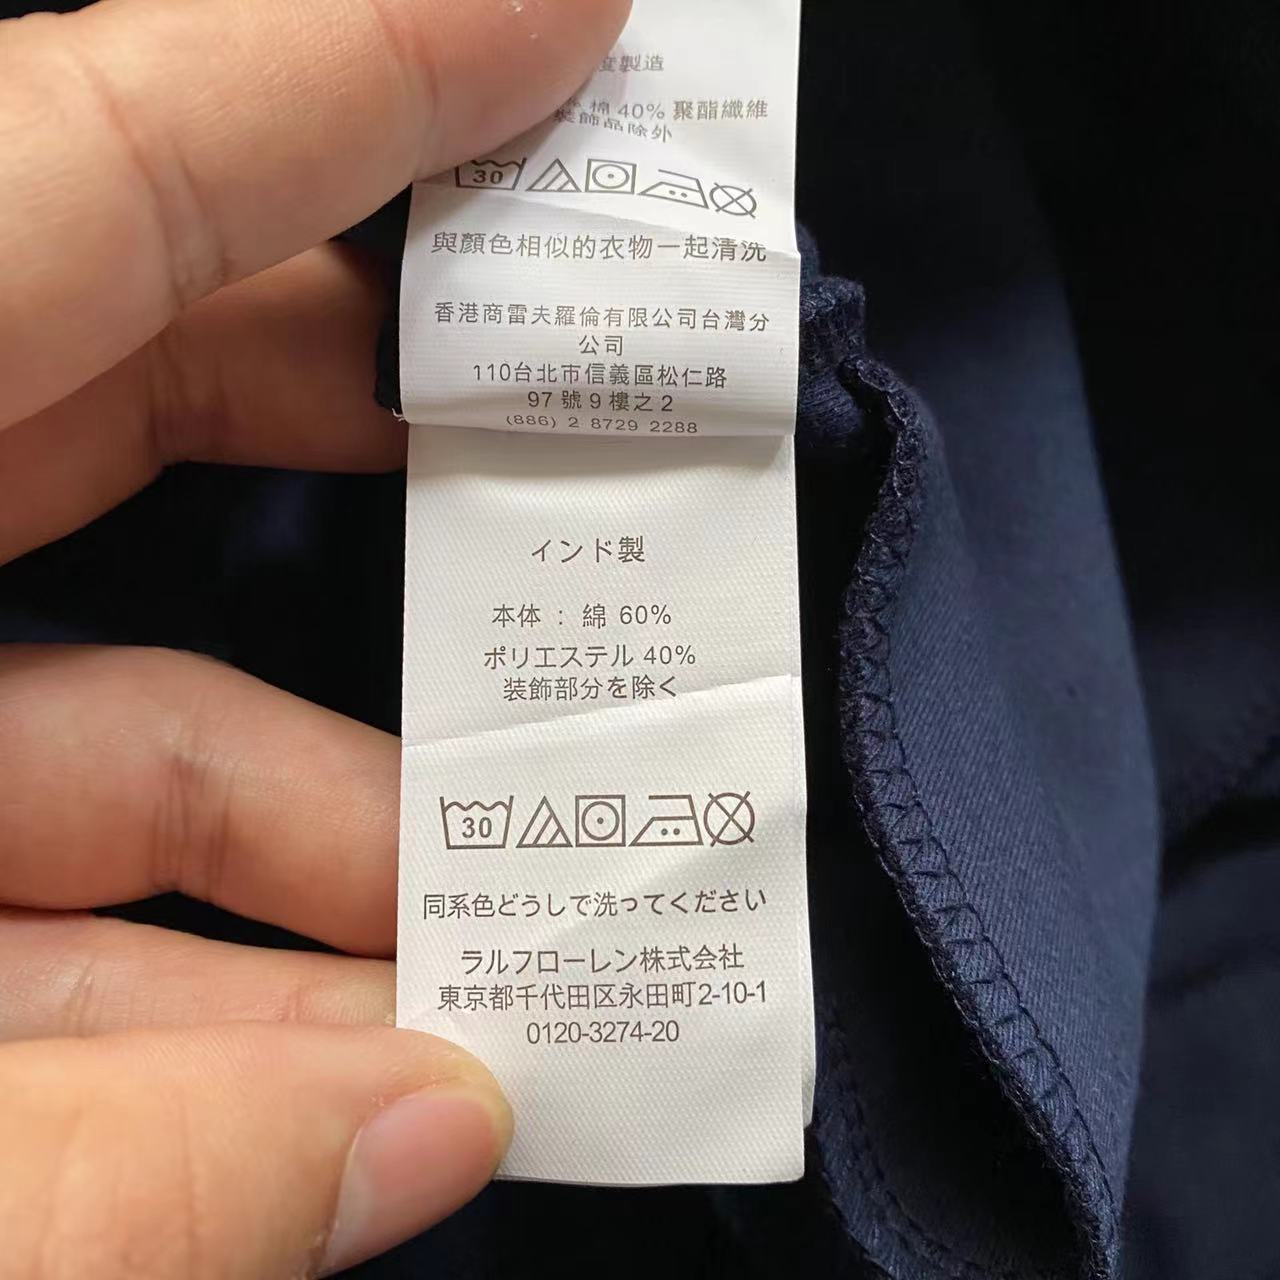 製造
棉 40% 聚酯纖維
裝飾品除外
30
與顏色相似的衣物一起清洗
香港商雷夫羅倫有限公司台灣分
公司
110台北市信義區松仁路
97 號 9 樓之 2
(886) 2 8729 2288
インド製
本体 : 綿 60%
ポリエステル 40%
装飾部分を除く
30
同系色どうしで洗ってください
ラルフローレン株式会社
東京都千代田区永田町2-10-1
0120-3274-20